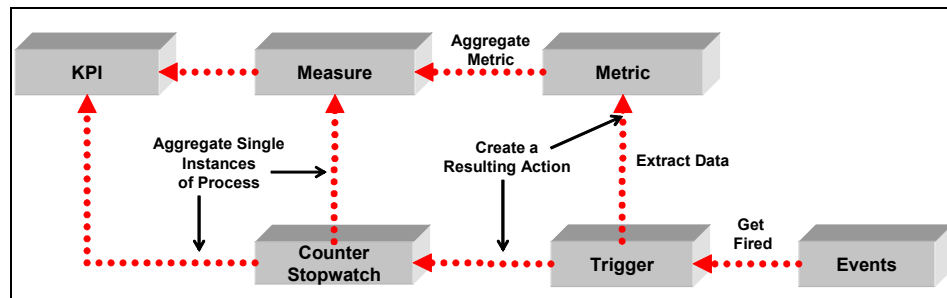 KPI
Measure
Aggregate
Metric
Metric
Aggregate Single
Instances
of Process
Create a
Resulting Action
Extract Data
Get
Fired
Counter
Stopwatch
Trigger
Events